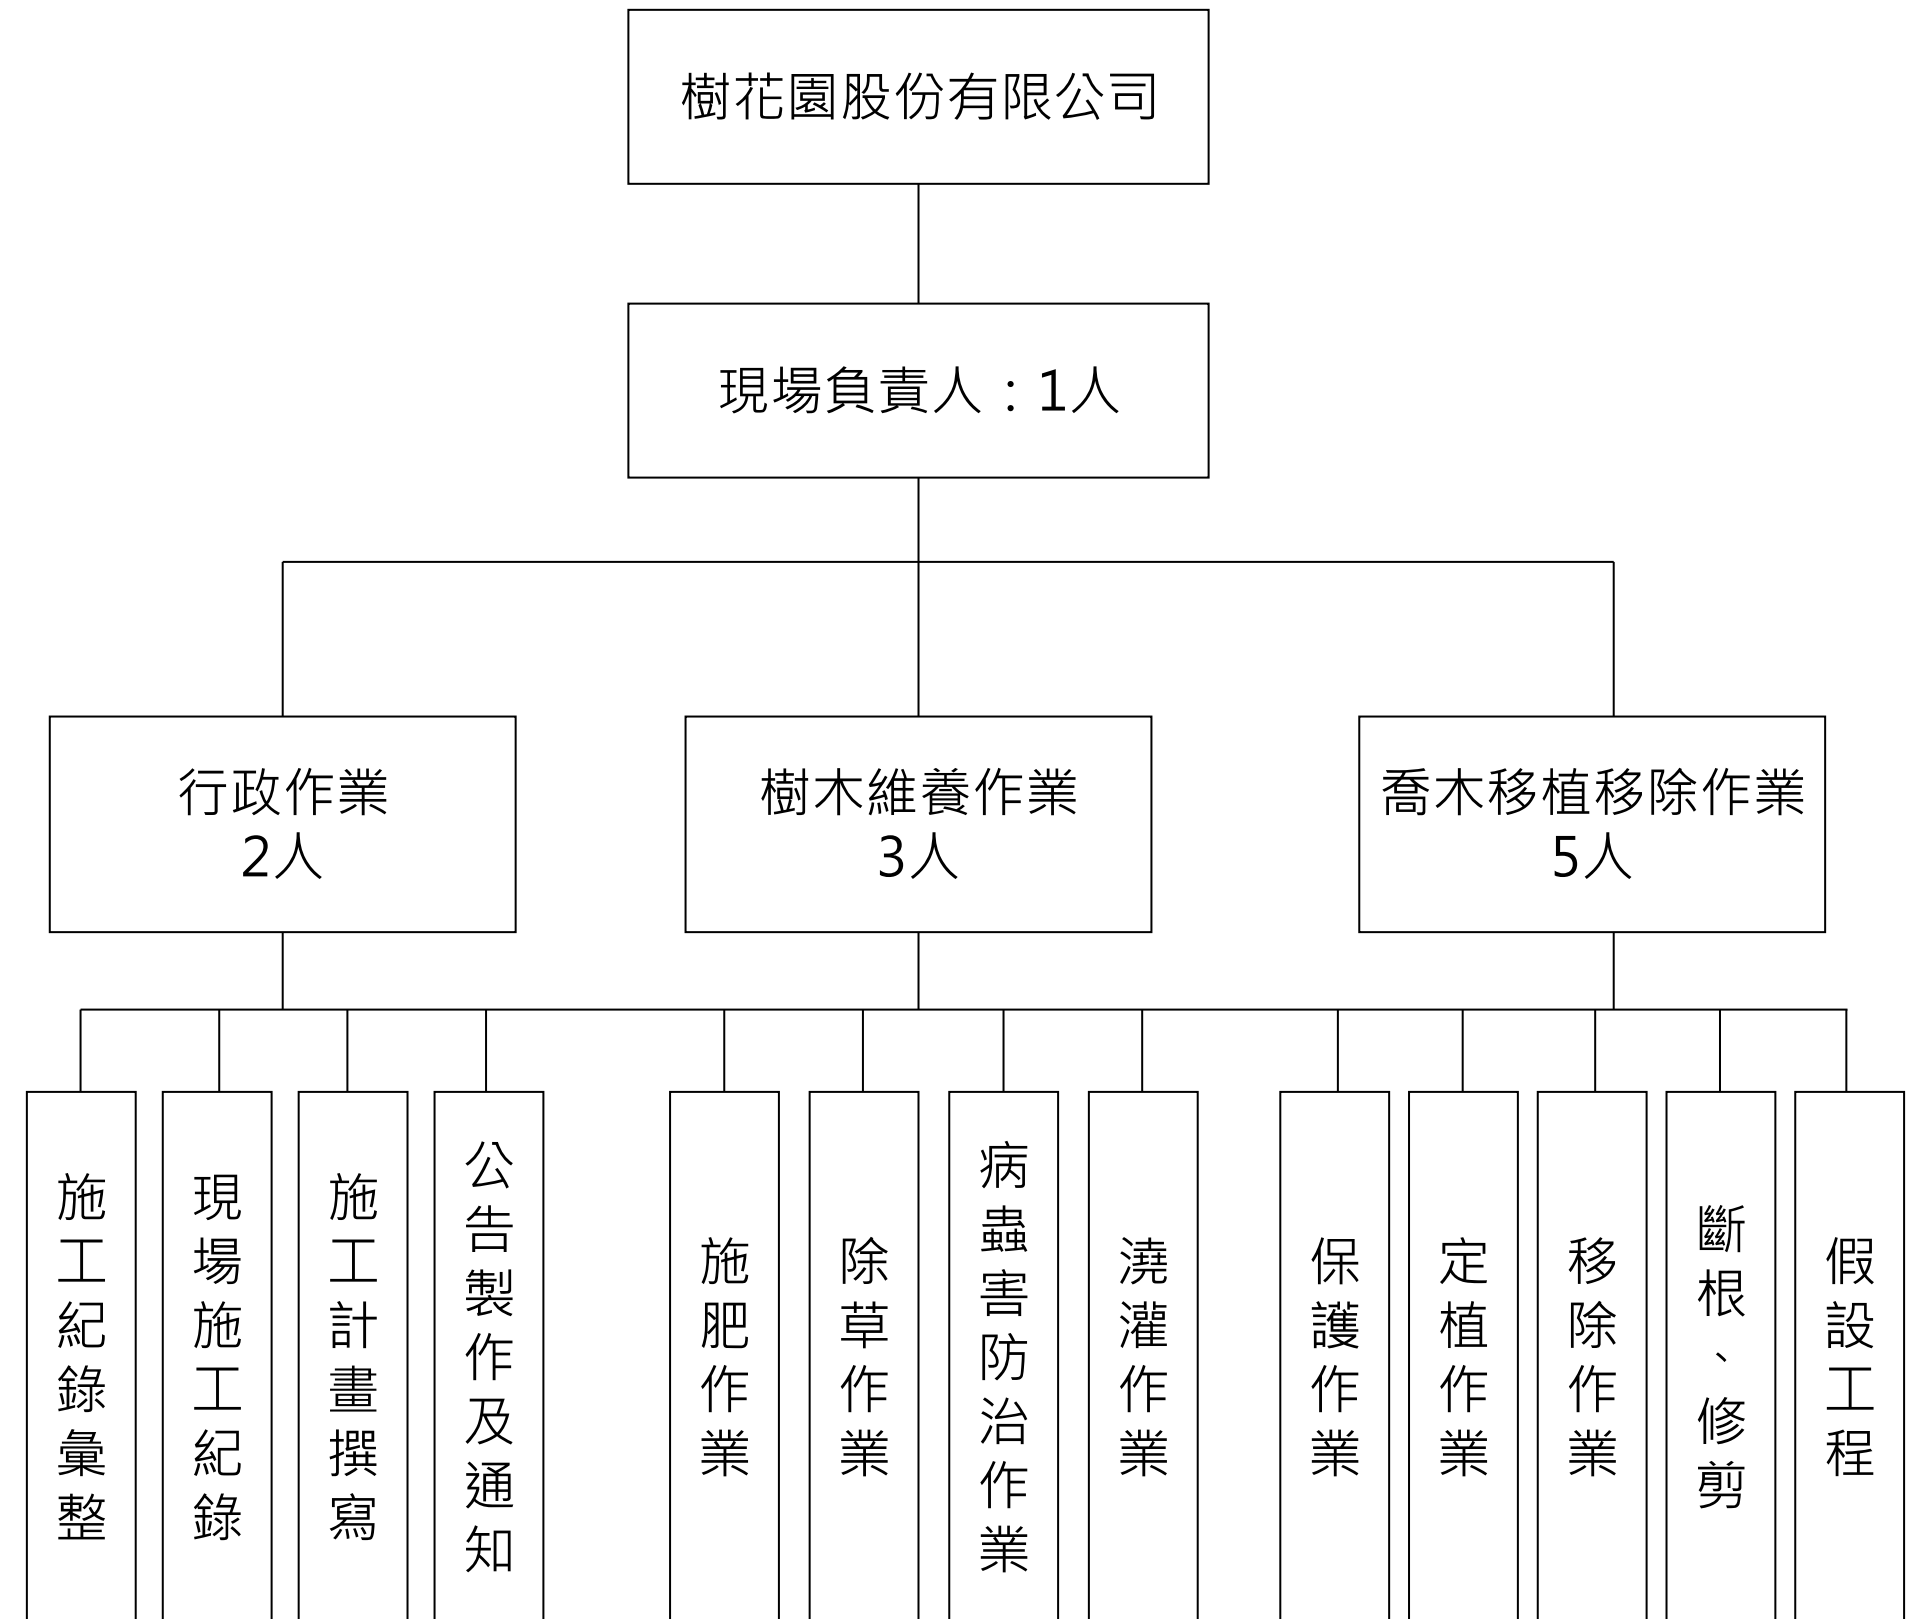 樹花園股份有限公司
現場負責人：1人
行政作業
2人
樹木維養作業
3人
喬木移植移除作業
5人
施工紀錄彙整
現場施工紀錄
施工計畫撰寫
公告製作及通知
施肥作業
除草作業
病蟲害防治作業
澆灌作業
保護作業
定植作業
移除作業
斷根、修剪
假設工程